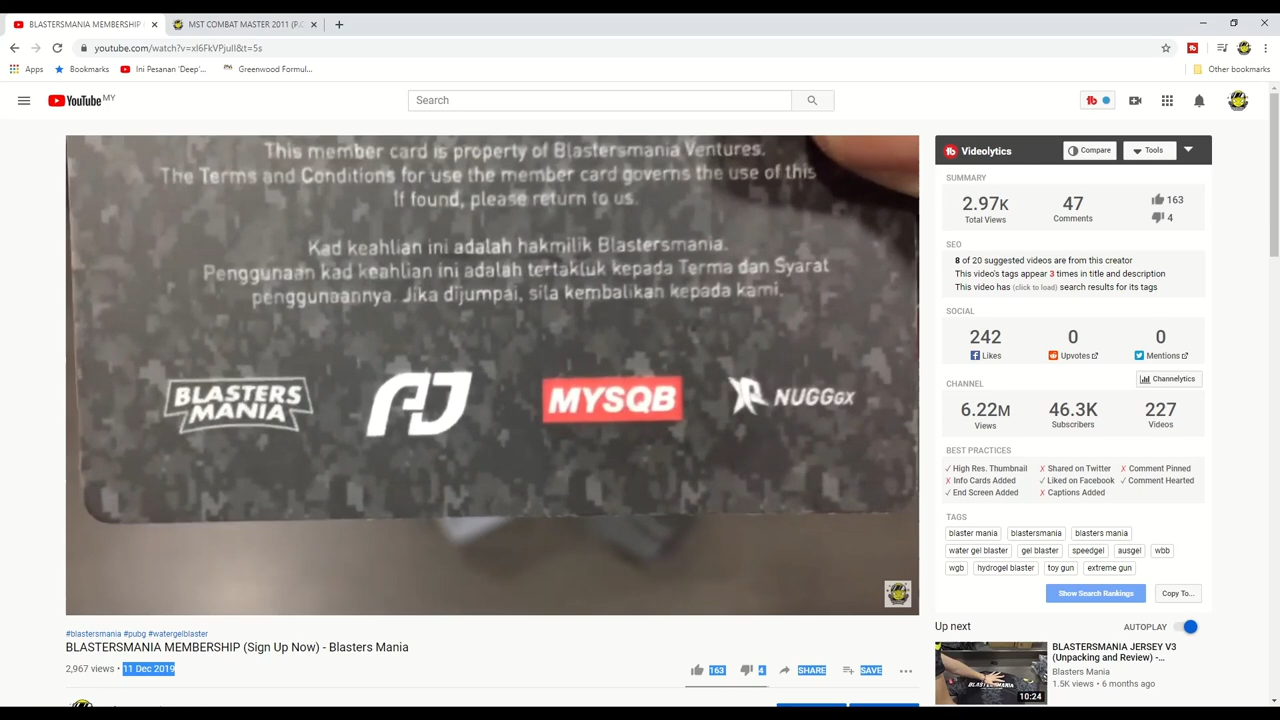 BLASTERSMANIA MEMBERSHIP
MST COMBAT MASTER 2011 (P.
youtube.com/watch?v=xI6FkVPjuII&t=5s
Apps
Bookmarks
Ini Pesanan 'Deep'...
Greenwood Formul...
Other bookmarks
YouTube MY
Search
This member card is property of Blastersmania Ventures.
The Terms and Conditions for use the member card governs the use of this
If found, please return to us.
Kad keahlian ini adalah hakmilik Blastersmania.
Penggunaan kad keahlian ini adalah tertakluk kepada Terma dan Syarat
penggunaannya. Jika dijumpai, sila kembalikan kepada kami.
BLASTERS
MANIA
AJ
MYSQB
NUGGGX
#blastersmania #pubg #watergelblaster
BLASTERSMANIA MEMBERSHIP (Sign Up Now) - Blasters Mania
2,967 views • 11 Dec 2019
163
4
SHARE
SAVE
tb Videolytics
Compare
Tools
SUMMARY
2.97K
Total Views
47
Comments
163
4
SEO
8 of 20 suggested videos are from this creator
This video's tags appear 3 times in title and description
This video has (click to load) search results for its tags
SOCIAL
242
Likes
0
Upvotes
0
Mentions
CHANNEL
Channelytics
6.22M
Views
46.3K
Subscribers
227
Videos
BEST PRACTICES
✓ High Res. Thumbnail ✗ Shared on Twitter ✗ Comment Pinned
✗ Info Cards Added ✓ Liked on Facebook ✓ Comment Hearted
✓ End Screen Added ✗ Captions Added
TAGS
blaster mania blastersmania blasters mania
water gel blaster gel blaster speedgel ausgel wbb
wgb hydrogel blaster toy gun extreme gun
Show Search Rankings
Copy To...
Up next
AUTOPLAY
BLASTERSMANIA
10:24
BLASTERSMANIA JERSEY V3
(Unpacking and Review) -...
Blasters Mania
1.5K views • 6 months ago